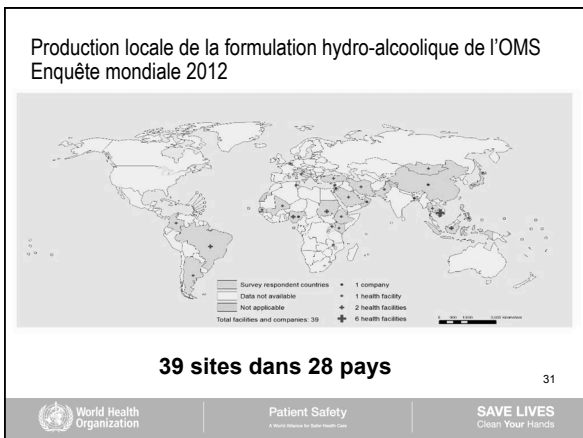 Production locale de la formulation hydro-alcoolique de l'OMS
Enquête mondiale 2012
Survey respondent countries
Data not available
Not applicable
Total facilities and companies: 39
1 company
1 health facility
2 health facilities
6 health facilities
39 sites dans 28 pays
31
World Health
Organization
Patient Safety
A World Alliance for Safer Health Care
SAVE LIVES
Clean Your Hands